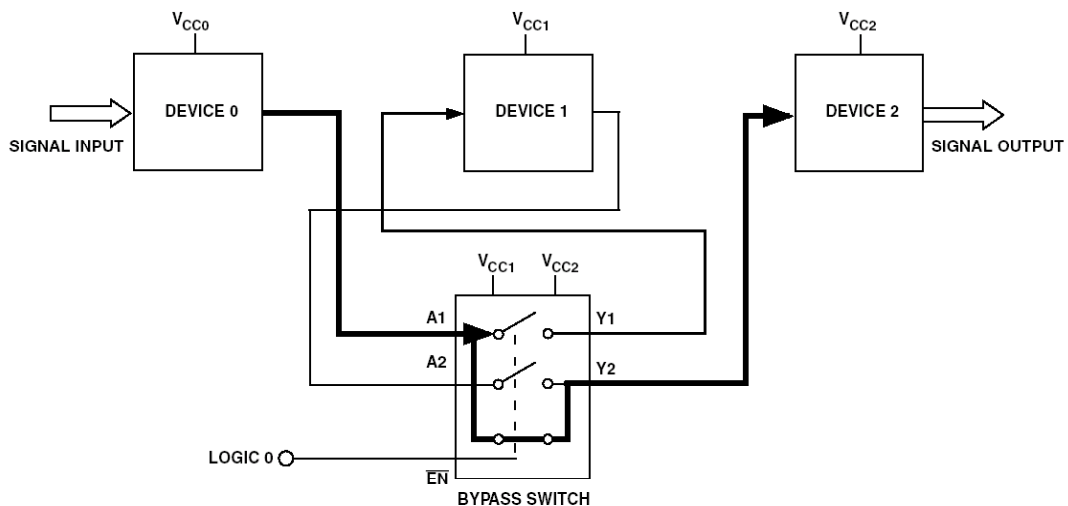 VCC0
VCC1
VCC2
DEVICE 0
DEVICE 1
DEVICE 2
SIGNAL INPUT
SIGNAL OUTPUT
VCC1
VCC2
A1
Y1
A2
Y2
LOGIC 0
EN
BYPASS SWITCH